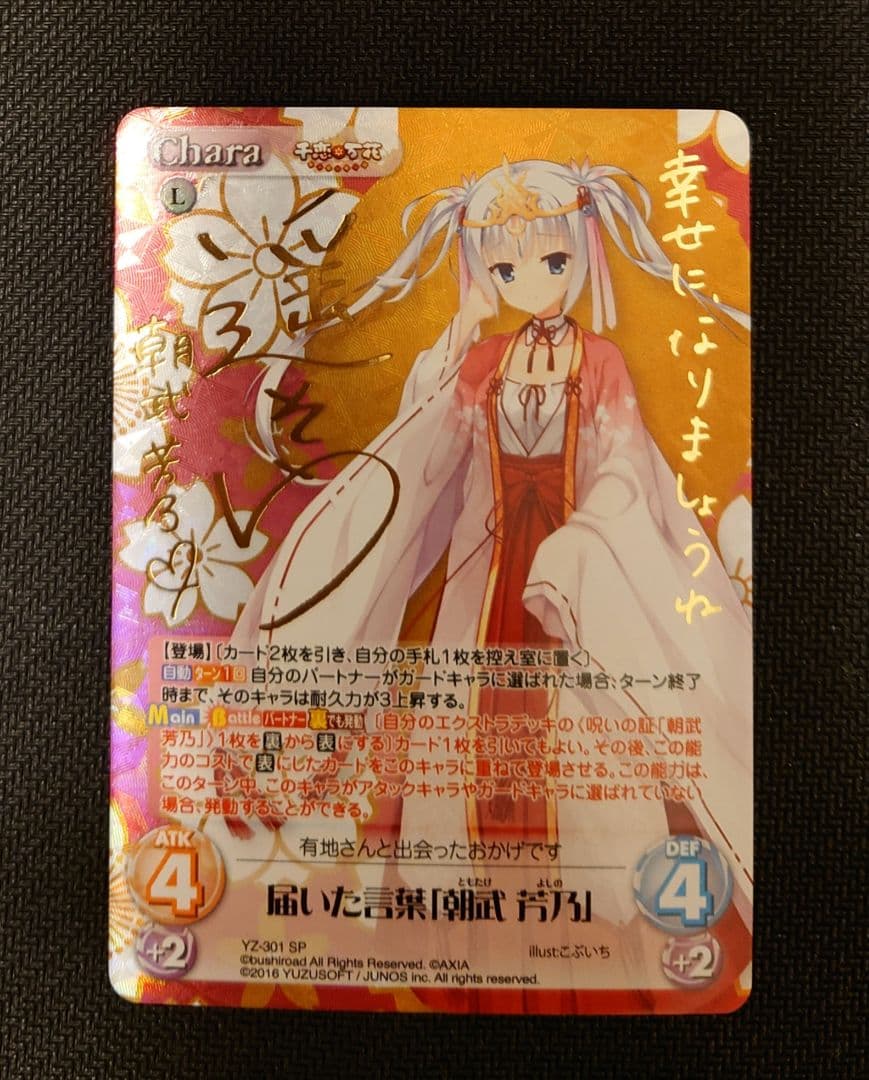 Chara
千恋*万花
L
幸せに、なりましょうね
朝武芳乃
【登場】〔カード2枚を引き、自分の手札1枚を控え室に置く〕
自動 ターン1回 自分のパートナーがガードキャラに選ばれた場合、ターン終了
時まで、そのキャラは耐久力が3上昇する。
Main Battle パートナー 裏でも発動 〔自分のエクストラデッキの〈呪いの証「朝武
芳乃」〉1枚を裏から表にする〕カード1枚を引いてもよい。その後、この能
力のコストで表にしたカードをこのキャラに重ねて登場させる。この能力は、
このターン中、このキャラがアタックキャラやガードキャラに選ばれていない
場合、発動することができる。
有地さんと出会ったおかげです
ATK
4
DEF
4
ともたけ よしの
届いた言葉「朝武 芳乃」
+2
+2
YZ-301 SP
illust:こぶいち
©bushiroad All Rights Reserved. ©AXIA
©2016 YUZUSOFT / JUNOS inc. All rights reserved.